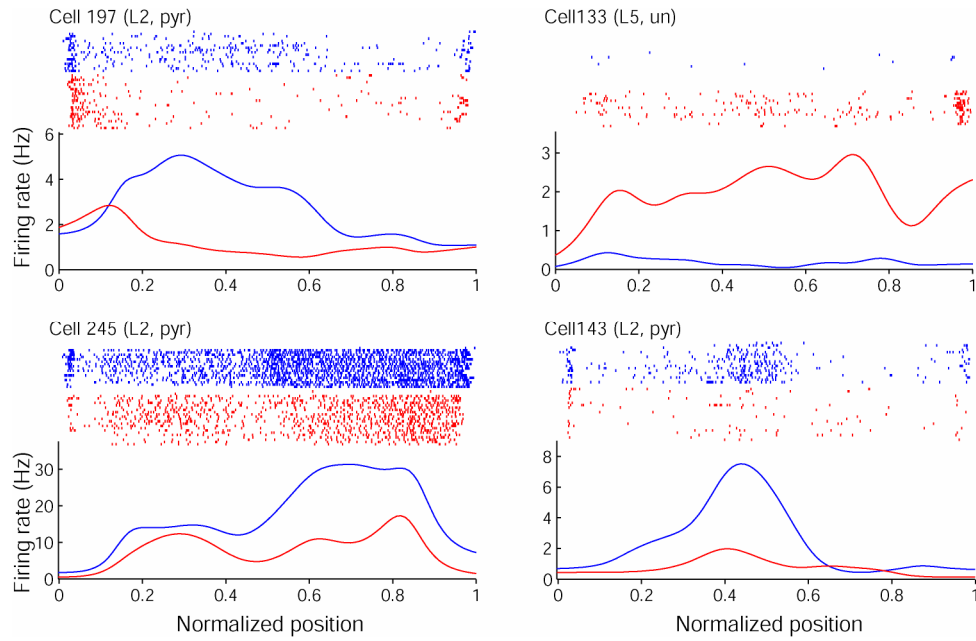 Cell 197 (L2, pyr)
Firing rate (Hz)
6
4
2
0
0 0.2 0.4 0.6 0.8 1
Cell133 (L5, un)
3
2
1
0
0 0.2 0.4 0.6 0.8 1
Cell 245 (L2, pyr)
Firing rate (Hz)
30
20
10
0
0 0.2 0.4 0.6 0.8 1
Normalized position
Cell143 (L2, pyr)
8
6
4
2
0
0 0.2 0.4 0.6 0.8 1
Normalized position